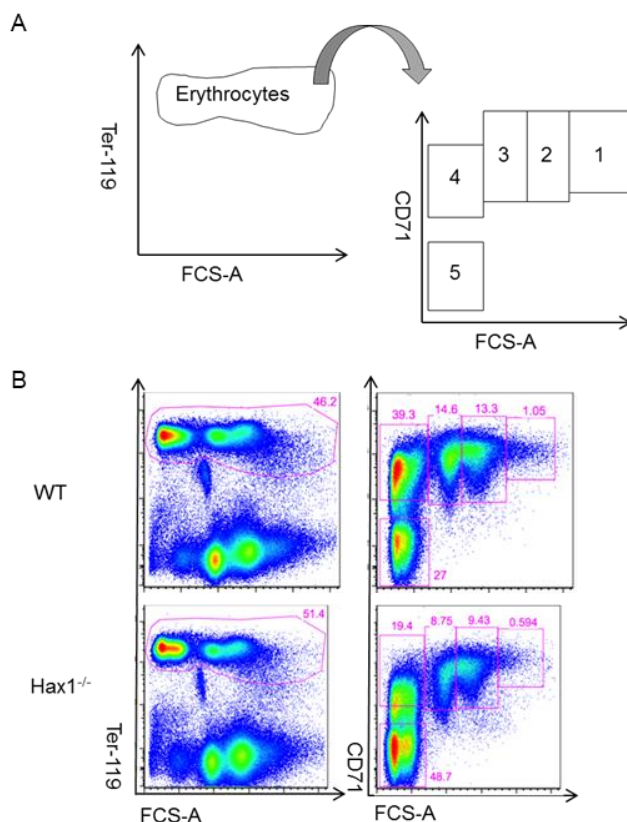 A
Erythrocytes
Ter-119
FCS-A
CD71
4
3
2
1
5
FCS-A
B
WT
46.2
39.3
14.6
13.3
1.05
27
Hax1-/-
51.4
19.4
8.75
9.43
0.594
48.7
Ter-119
FCS-A
CD71
FCS-A